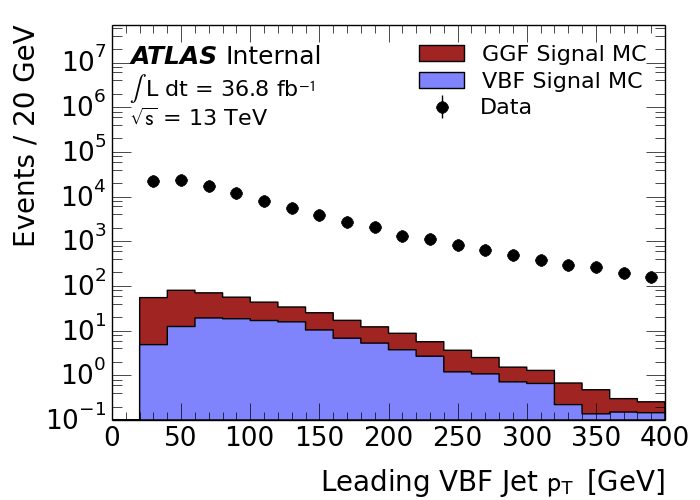 ATLAS Internal
∫L dt = 36.8 fb⁻¹
√s = 13 TeV
GGF Signal MC
VBF Signal MC
Data
Events / 20 GeV
10⁷
10⁶
10⁵
10⁴
10³
10²
10¹
10⁰
10⁻¹
0 50 100 150 200 250 300 350 400
Leading VBF Jet p_T [GeV]